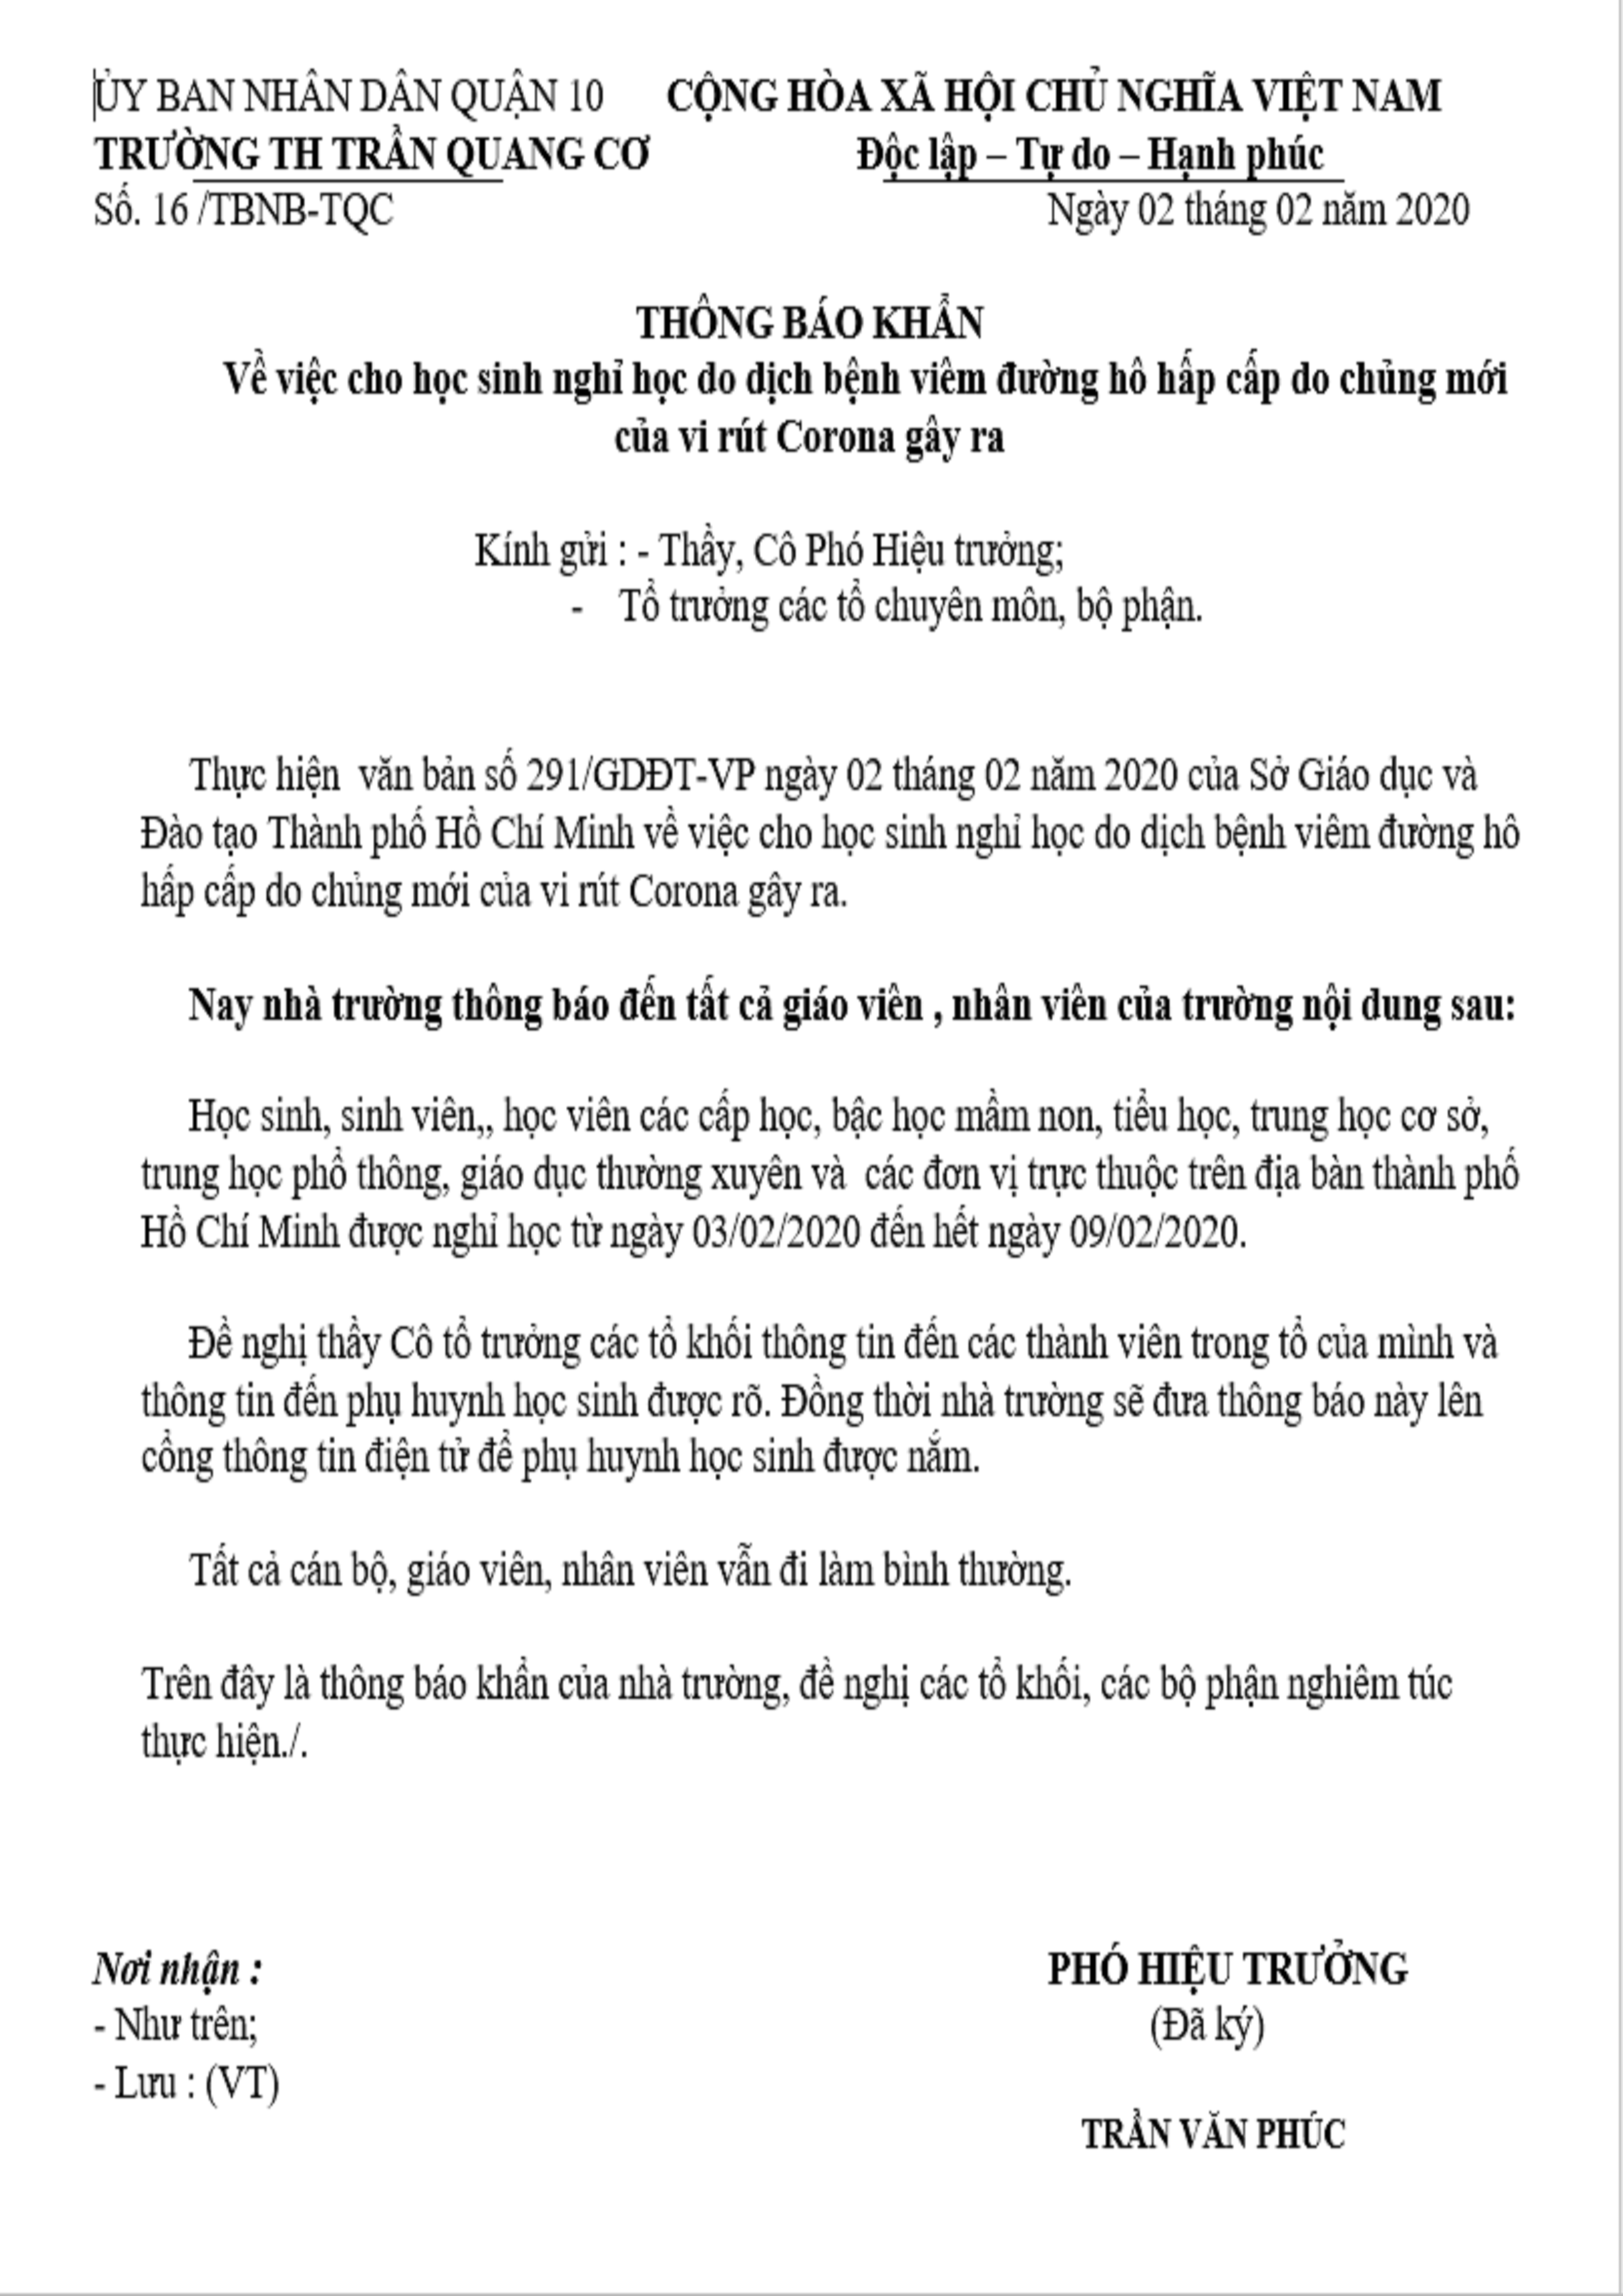 ỦY BAN NHÂN DÂN QUẬN 10 CỘNG HÒA XÃ HỘI CHỦ NGHĨA VIỆT NAM
TRƯỜNG TH TRẦN QUANG CƠ Độc lập – Tự do – Hạnh phúc
Số. 16 /TBNB-TQC Ngày 02 tháng 02 năm 2020
THÔNG BÁO KHẨN
Về việc cho học sinh nghỉ học do dịch bệnh viêm đường hô hấp cấp do chủng mới
của vi rút Corona gây ra
Kính gửi : - Thầy, Cô Phó Hiệu trưởng;
- Tổ trưởng các tổ chuyên môn, bộ phận.
Thực hiện văn bản số 291/GDĐT-VP ngày 02 tháng 02 năm 2020 của Sở Giáo dục và
Đào tạo Thành phố Hồ Chí Minh về việc cho học sinh nghỉ học do dịch bệnh viêm đường hô
hấp cấp do chủng mới của vi rút Corona gây ra.
Nay nhà trường thông báo đến tất cả giáo viên , nhân viên của trường nội dung sau:
Học sinh, sinh viên,, học viên các cấp học, bậc học mầm non, tiểu học, trung học cơ sở,
trung học phổ thông, giáo dục thường xuyên và các đơn vị trực thuộc trên địa bàn thành phố
Hồ Chí Minh được nghỉ học từ ngày 03/02/2020 đến hết ngày 09/02/2020.
Đề nghị thầy Cô tổ trưởng các tổ khối thông tin đến các thành viên trong tổ của mình và
thông tin đến phụ huynh học sinh được rõ. Đồng thời nhà trường sẽ đưa thông báo này lên
cổng thông tin điện tử để phụ huynh học sinh được nắm.
Tất cả cán bộ, giáo viên, nhân viên vẫn đi làm bình thường.
Trên đây là thông báo khẩn của nhà trường, đề nghị các tổ khối, các bộ phận nghiêm túc
thực hiện./.
Nơi nhận : PHÓ HIỆU TRƯỞNG
- Như trên; (Đã ký)
- Lưu : (VT)
TRẦN VĂN PHÚC